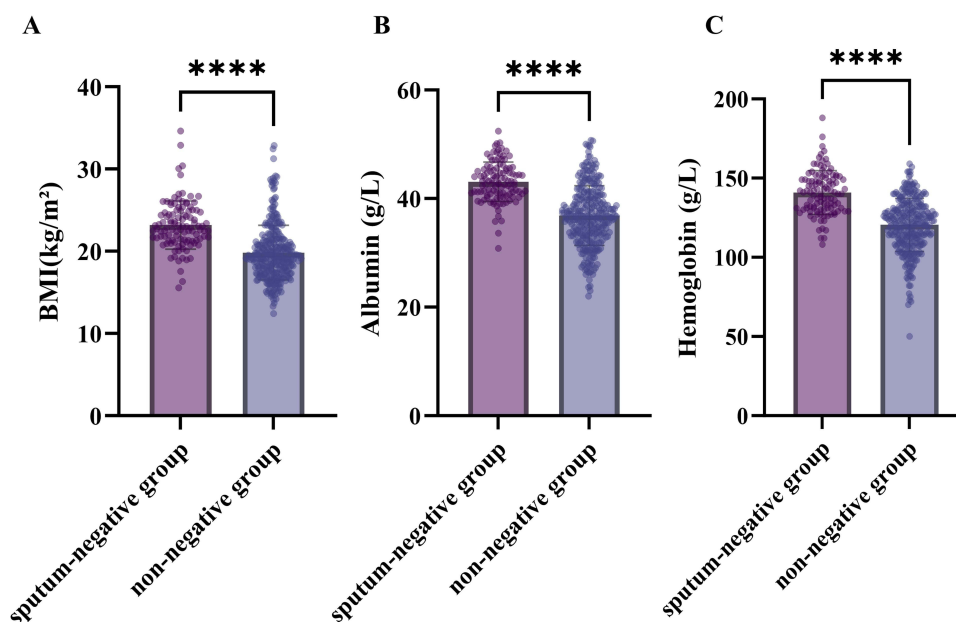 A
BMI(kg/m²)
40
30
20
10
0
****
sputum-negative group
non-negative group
B
Albumin (g/L)
60
40
20
0
****
sputum-negative group
non-negative group
C
Hemoglobin (g/L)
200
150
100
50
0
****
sputum-negative group
non-negative group